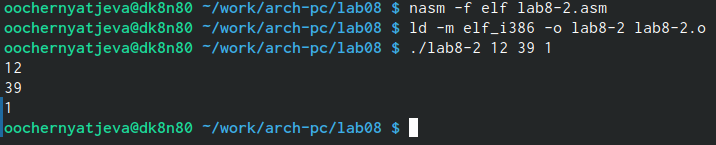 oochernyatjeva@dk8n80 ~/work/arch-pc/lab08 $ nasm -f elf lab8-2.asm
oochernyatjeva@dk8n80 ~/work/arch-pc/lab08 $ ld -m elf_i386 -o lab8-2 lab8-2.o
oochernyatjeva@dk8n80 ~/work/arch-pc/lab08 $ ./lab8-2 12 39 1
12
39
1
oochernyatjeva@dk8n80 ~/work/arch-pc/lab08 $